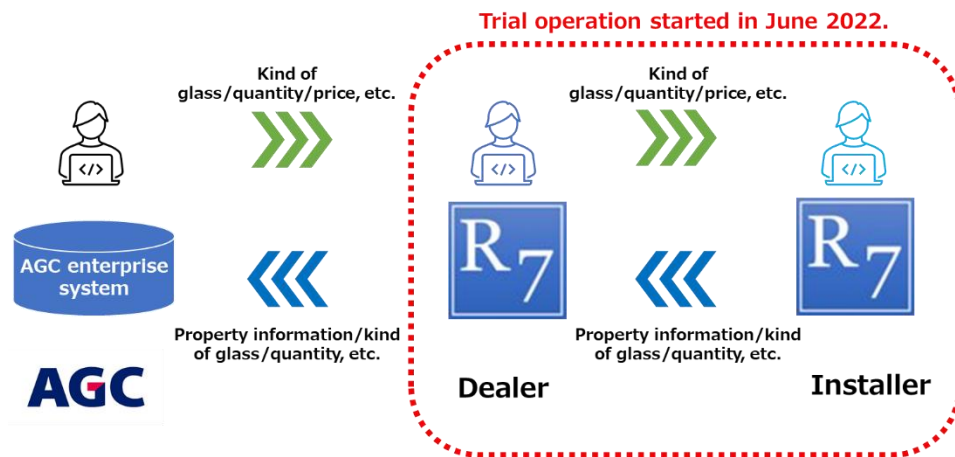 Trial operation started in June 2022.
Kind of
glass/quantity/price, etc.
Kind of
glass/quantity/price, etc.
</>
</>
</>
AGC enterprise
system
R7
R7
Property information/kind
of glass/quantity, etc.
Property information/kind
of glass/quantity, etc.
AGC
Dealer
Installer